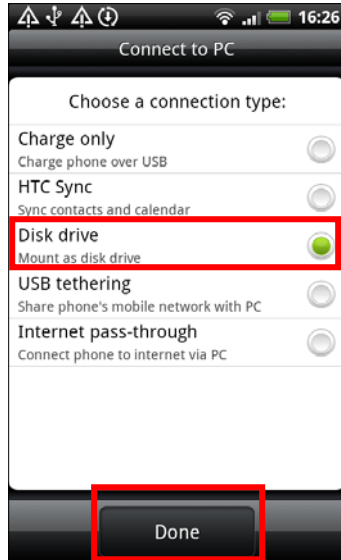 16:26
Connect to PC
Choose a connection type:
Charge only
Charge phone over USB
HTC Sync
Sync contacts and calendar
Disk drive
Mount as disk drive
USB tethering
Share phone's mobile network with PC
Internet pass-through
Connect phone to internet via PC
Done